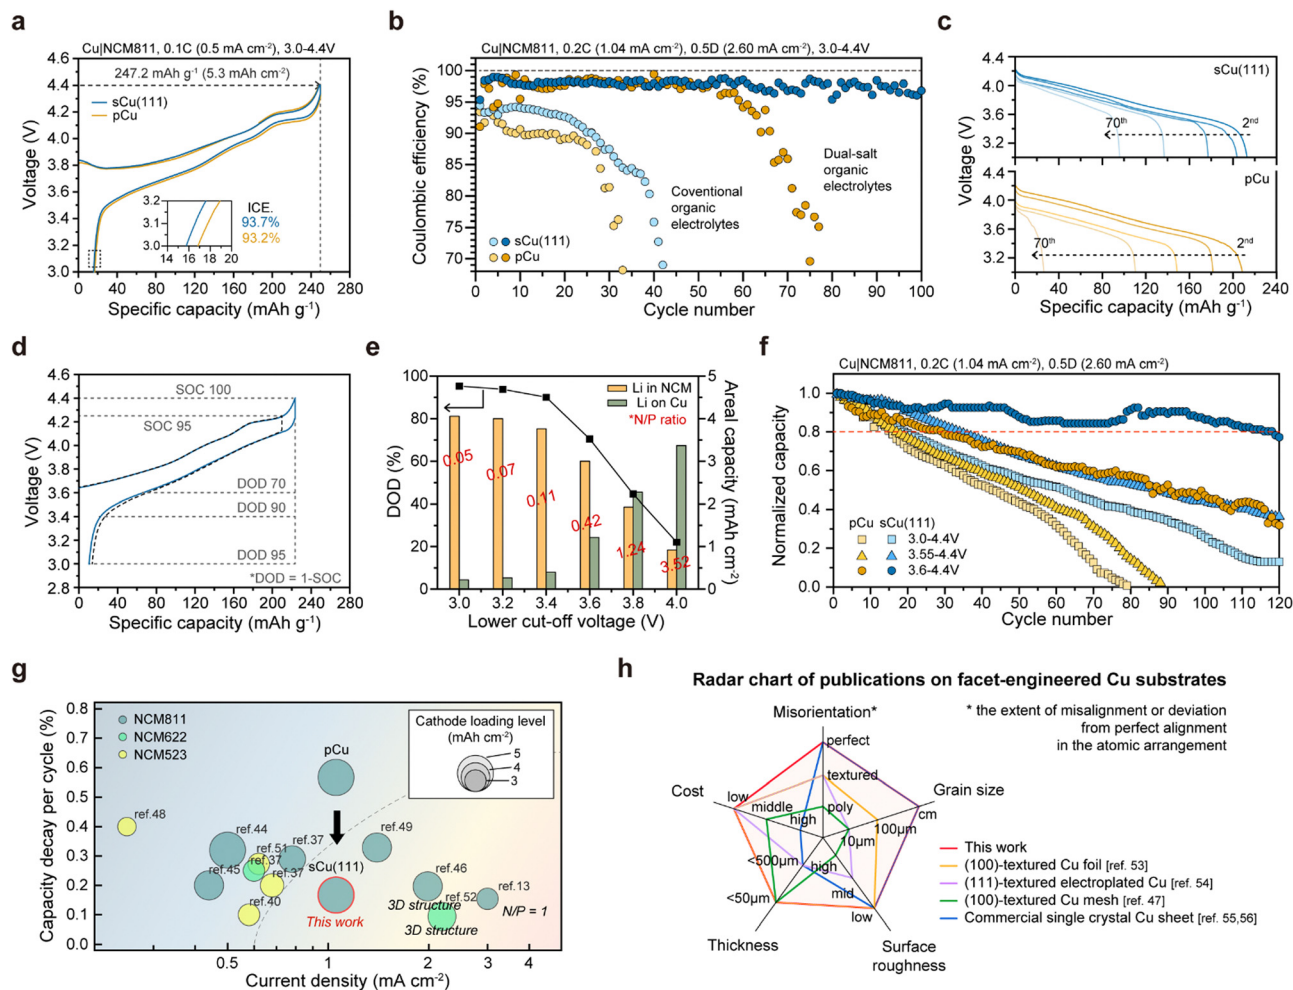 a
Cu|NCM811, 0.1C (0.5 mA cm⁻²), 3.0-4.4V
4.6
4.4
4.2
4.0
3.8
3.6
3.4
3.2
3.0
Voltage (V)
247.2 mAh g⁻¹ (5.3 mAh cm⁻²)
sCu(111)
pCu
3.2
3.1
3.0
14 16 18 20
ICE.
93.7%
93.2%
0 40 80 120 160 200 240 280
Specific capacity (mAh g⁻¹)
b
Cu|NCM811, 0.2C (1.04 mA cm⁻²), 0.5D (2.60 mA cm⁻²), 3.0-4.4V
100
95
90
85
80
75
70
Coulombic efficiency (%)
Dual-salt
organic
electrolytes
Coventional
organic
electrolytes
sCu(111)
pCu
0 10 20 30 40 50 60 70 80 90 100
Cycle number
c
4.4
4.0
3.6
3.2
sCu(111)
70th
2nd
Voltage (V)
4.4
4.0
3.6
3.2
pCu
70th
2nd
0 40 80 120 160 200 240
Specific capacity (mAh g⁻¹)
d
4.6
4.4
4.2
4.0
3.8
3.6
3.4
3.2
3.0
2.8
Voltage (V)
SOC 100
SOC 95
DOD 70
DOD 90
DOD 95
*DOD = 1-SOC
0 40 80 120 160 200 240 280
Specific capacity (mAh g⁻¹)
e
100
80
60
40
20
0
DOD (%)
Li in NCM
Li on Cu
*N/P ratio
0.05
0.07
0.11
0.42
1.24
3.52
5
4
3
2
1
0
Areal capacity (mAh cm⁻²)
3.0 3.2 3.4 3.6 3.8 4.0
Lower cut-off voltage (V)
f
Cu|NCM811, 0.2C (1.04 mA cm⁻²), 0.5D (2.60 mA cm⁻²)
1.0
0.8
0.6
0.4
0.2
0.0
Normalized capacity
pCu sCu(111)
3.0-4.4V
3.55-4.4V
3.6-4.4V
0 10 20 30 40 50 60 70 80 90 100 110 120
Cycle number
g
0.8
0.7
0.6
0.5
0.4
0.3
0.2
0.1
0.0
Capacity decay per cycle (%)
NCM811
NCM622
NCM523
pCu
Cathode loading level
(mAh cm⁻²)
5
4
3
ref.48
ref.44
ref.51
ref.37
ref.37
ref.37
ref.45
ref.40
ref.49
sCu(111)
This work
ref.46
ref.52
ref.13
3D structure
3D structure
N/P = 1
0.5 1 2 3 4
Current density (mA cm⁻²)
h
Radar chart of publications on facet-engineered Cu substrates
Misorientation*
* the extent of misalignment or deviation
from perfect alignment
in the atomic arrangement
perfect
textured
poly
Cost
low
middle
high
Grain size
cm
100μm
10μm
<500μm
<50μm
Thickness
high
mid
low
Surface
roughness
This work
(100)-textured Cu foil [ref. 53]
(111)-textured electroplated Cu [ref. 54]
(100)-textured Cu mesh [ref. 47]
Commercial single crystal Cu sheet [ref. 55,56]